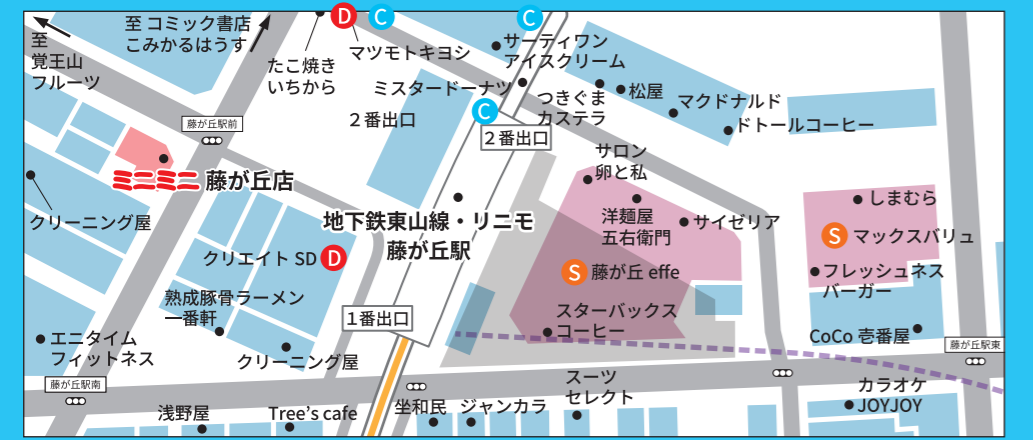 至 コミック書店
こみかるはうす
至
覚王山
フルーツ
D
C
C
マツモトキヨシ
たこ焼き
いちから
サーティワン
アイスクリーム
ミスタードーナツ
つきぐま
カステラ
松屋
マクドナルド
ドトールコーヒー
２番出口
C
２番出口
藤が丘駅前
藤が丘店
クリーニング屋
サロン
卵と私
洋麺屋
五右衛門
サイゼリア
しまむら
S マックスバリュ
フレッシュネス
バーガー
地下鉄東山線・リニモ
藤が丘駅
クリエイト SD D
S 藤が丘 effe
熟成豚骨ラーメン
一番軒
１番出口
スターバックス
コーヒー
CoCo 壱番屋
藤が丘駅東
エニタイム
フィットネス
クリーニング屋
藤が丘駅南
浅野屋
Tree's cafe
坐和民
ジャンカラ
スーツ
セレクト
カラオケ
JOYJOY